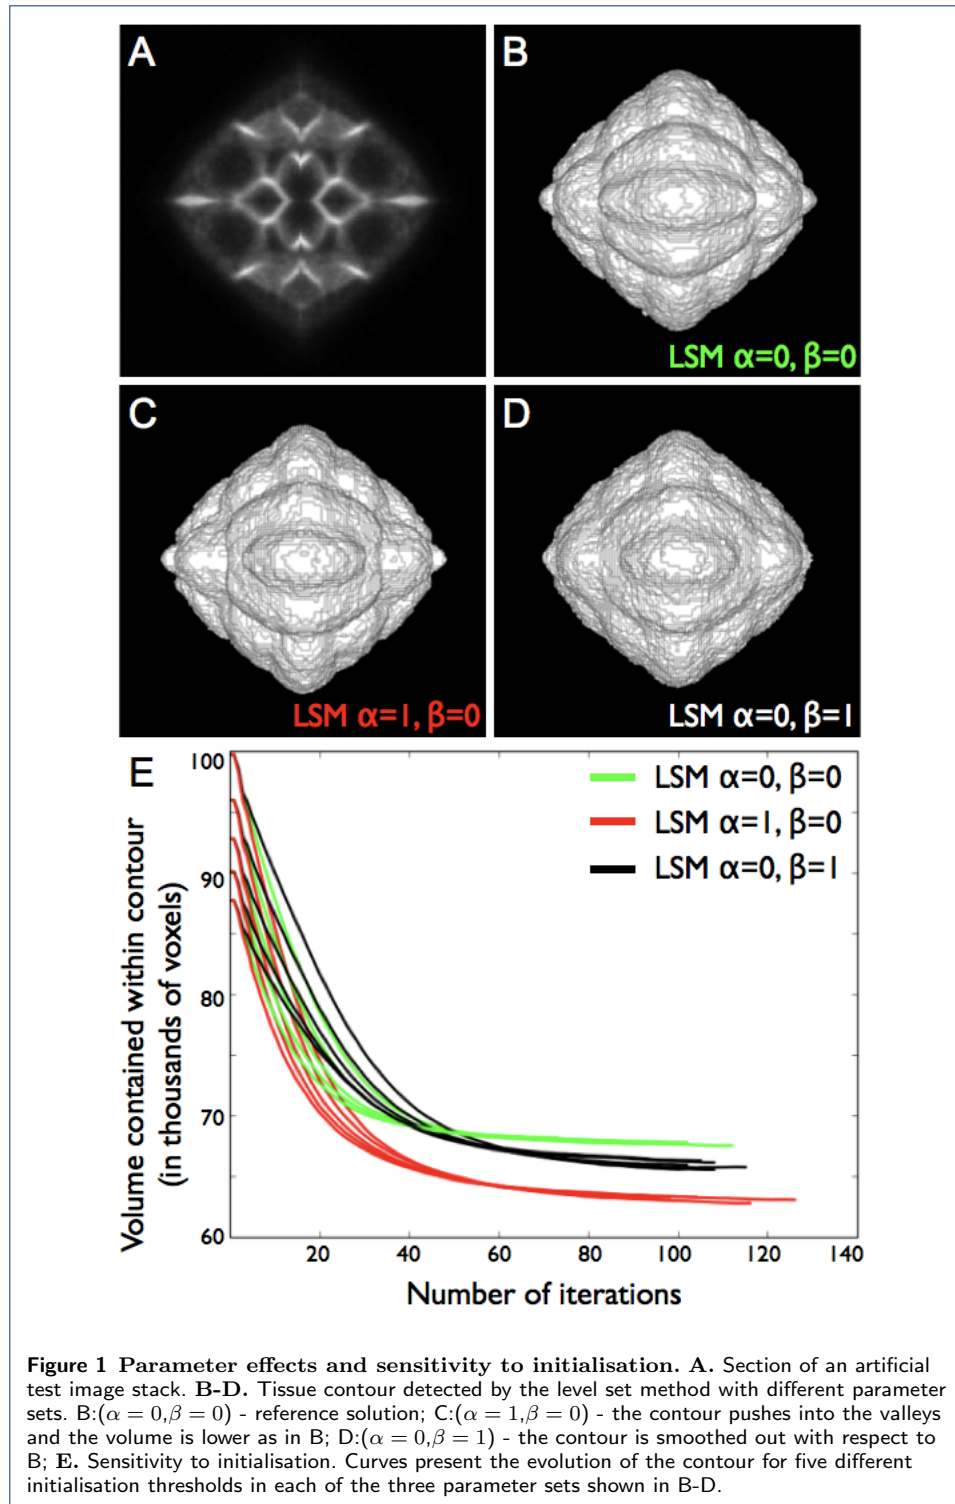 A
B
LSM α=0, β=0
C
LSM α=1, β=0
D
LSM α=0, β=1
E
LSM α=0, β=0
LSM α=1, β=0
LSM α=0, β=1
Volume contained within contour
(in thousands of voxels)
100
90
80
70
60
20 40 60 80 100 120 140
Number of iterations
Figure 1 Parameter effects and sensitivity to initialisation. A. Section of an artificial
test image stack. B-D. Tissue contour detected by the level set method with different parameter
sets. B:(α = 0,β = 0) - reference solution; C:(α = 1,β = 0) - the contour pushes into the valleys
and the volume is lower as in B; D:(α = 0,β = 1) - the contour is smoothed out with respect to
B; E. Sensitivity to initialisation. Curves present the evolution of the contour for five different
initialisation thresholds in each of the three parameter sets shown in B-D.